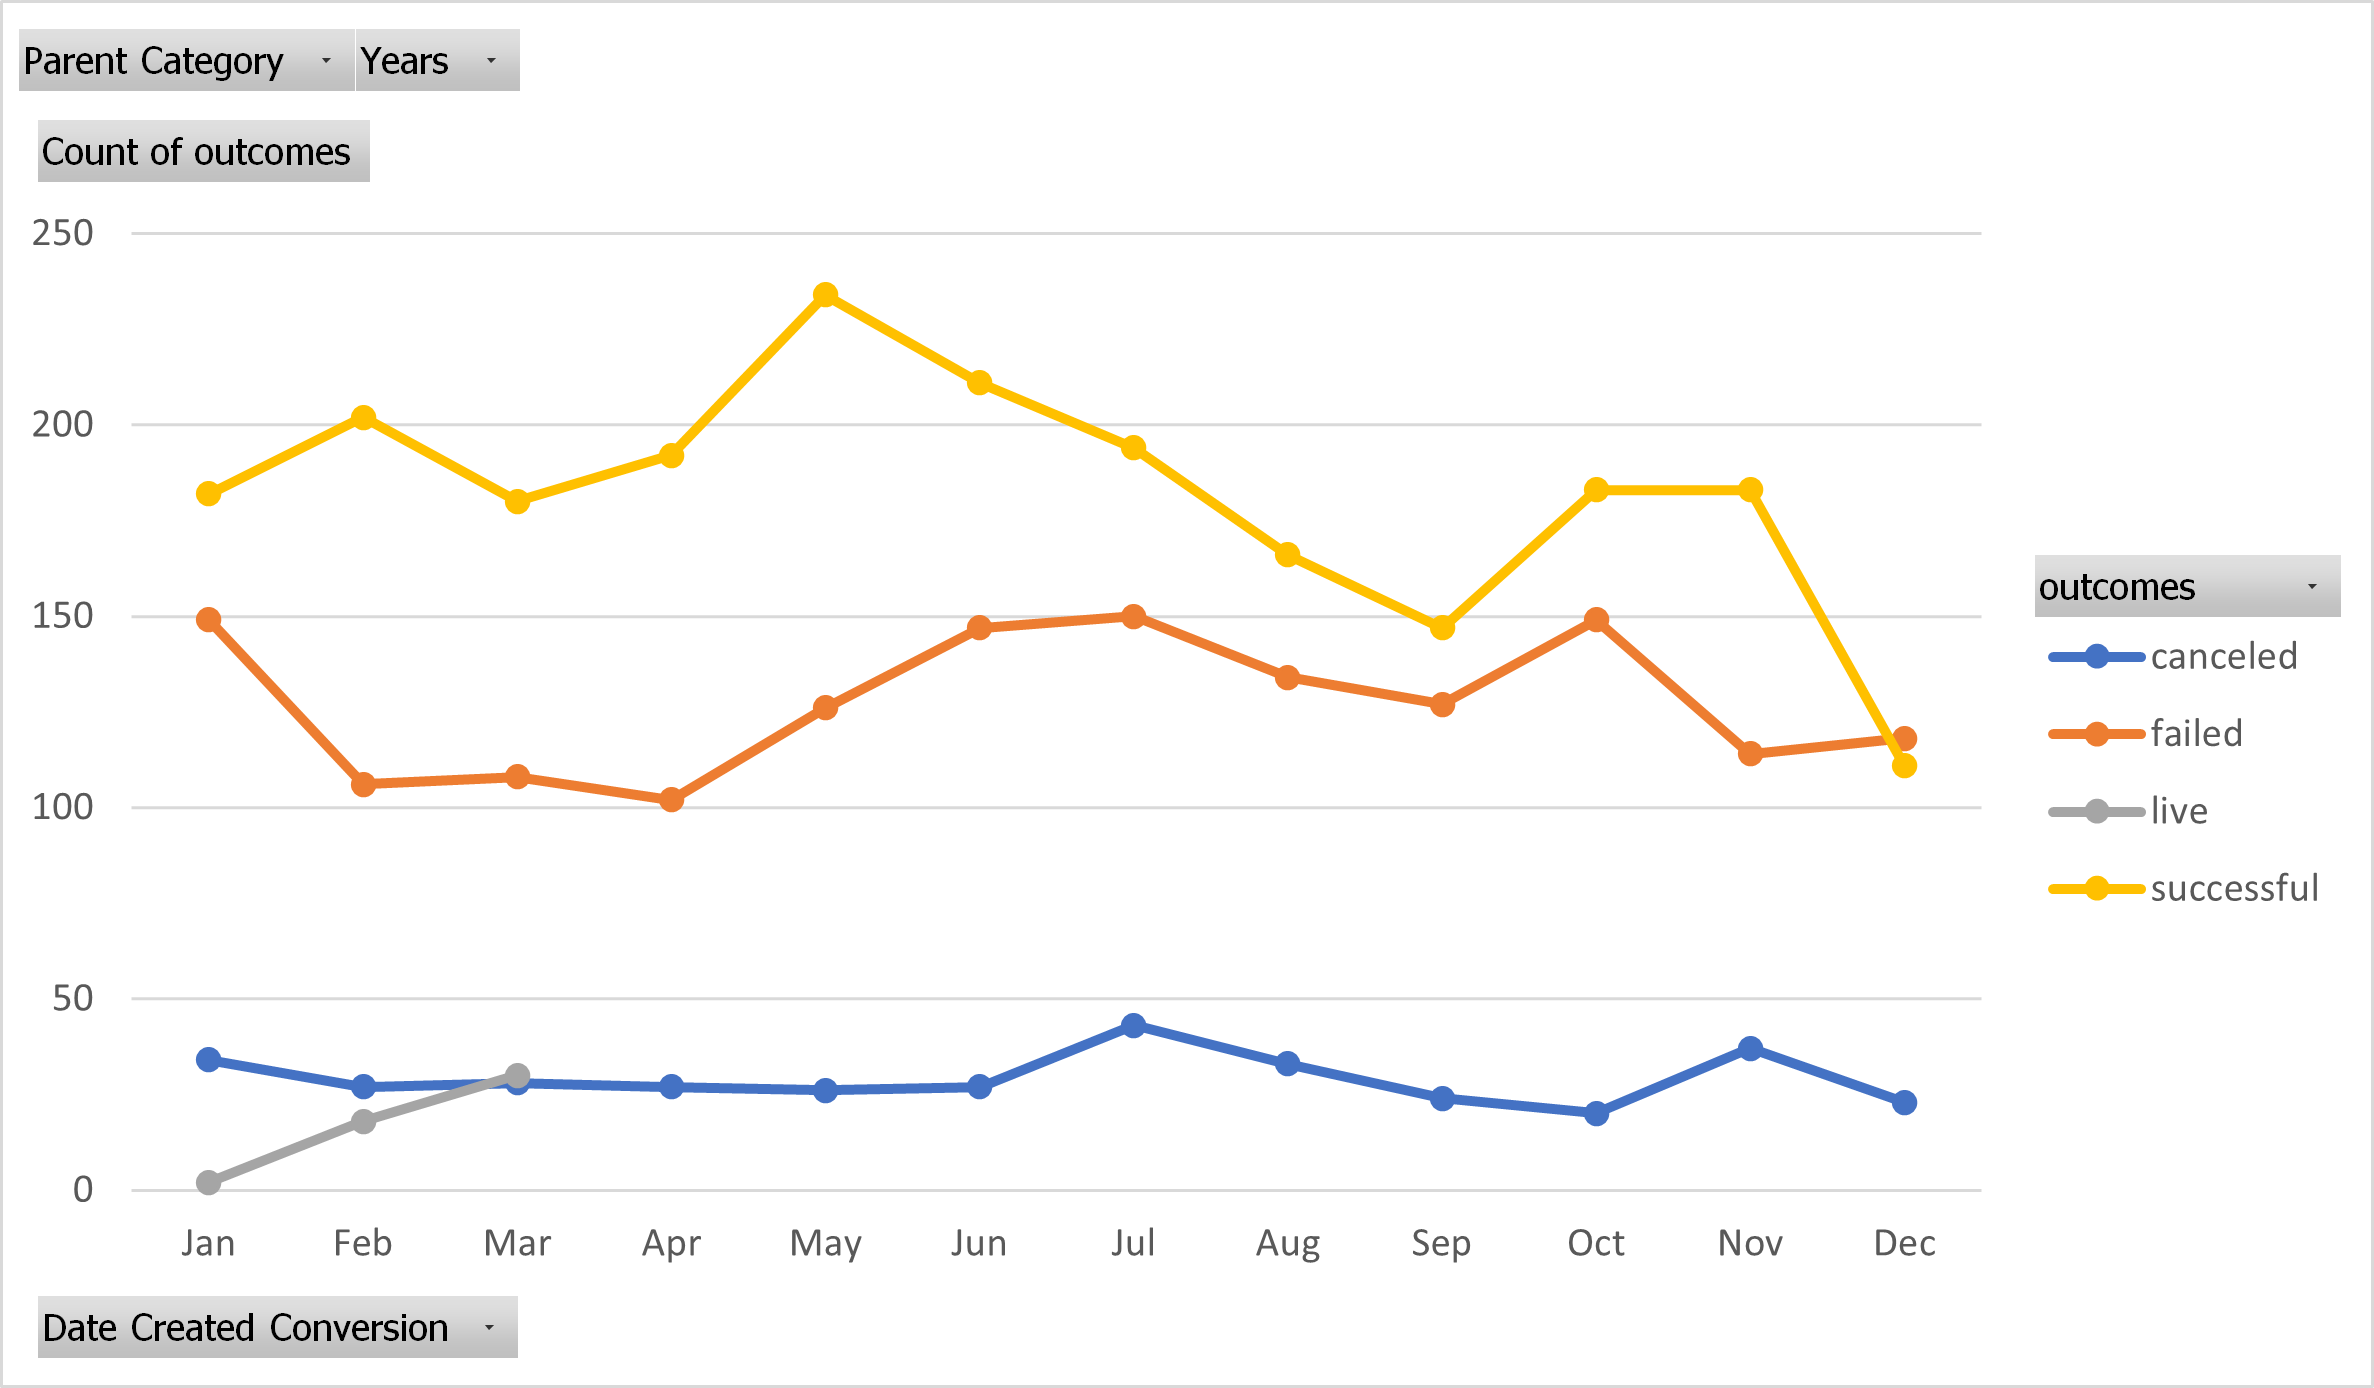 Parent Category Years
Count of outcomes
250
200
150
100
50
0
Jan Feb Mar Apr May Jun Jul Aug Sep Oct Nov Dec
Date Created Conversion
outcomes
canceled
failed
live
successful